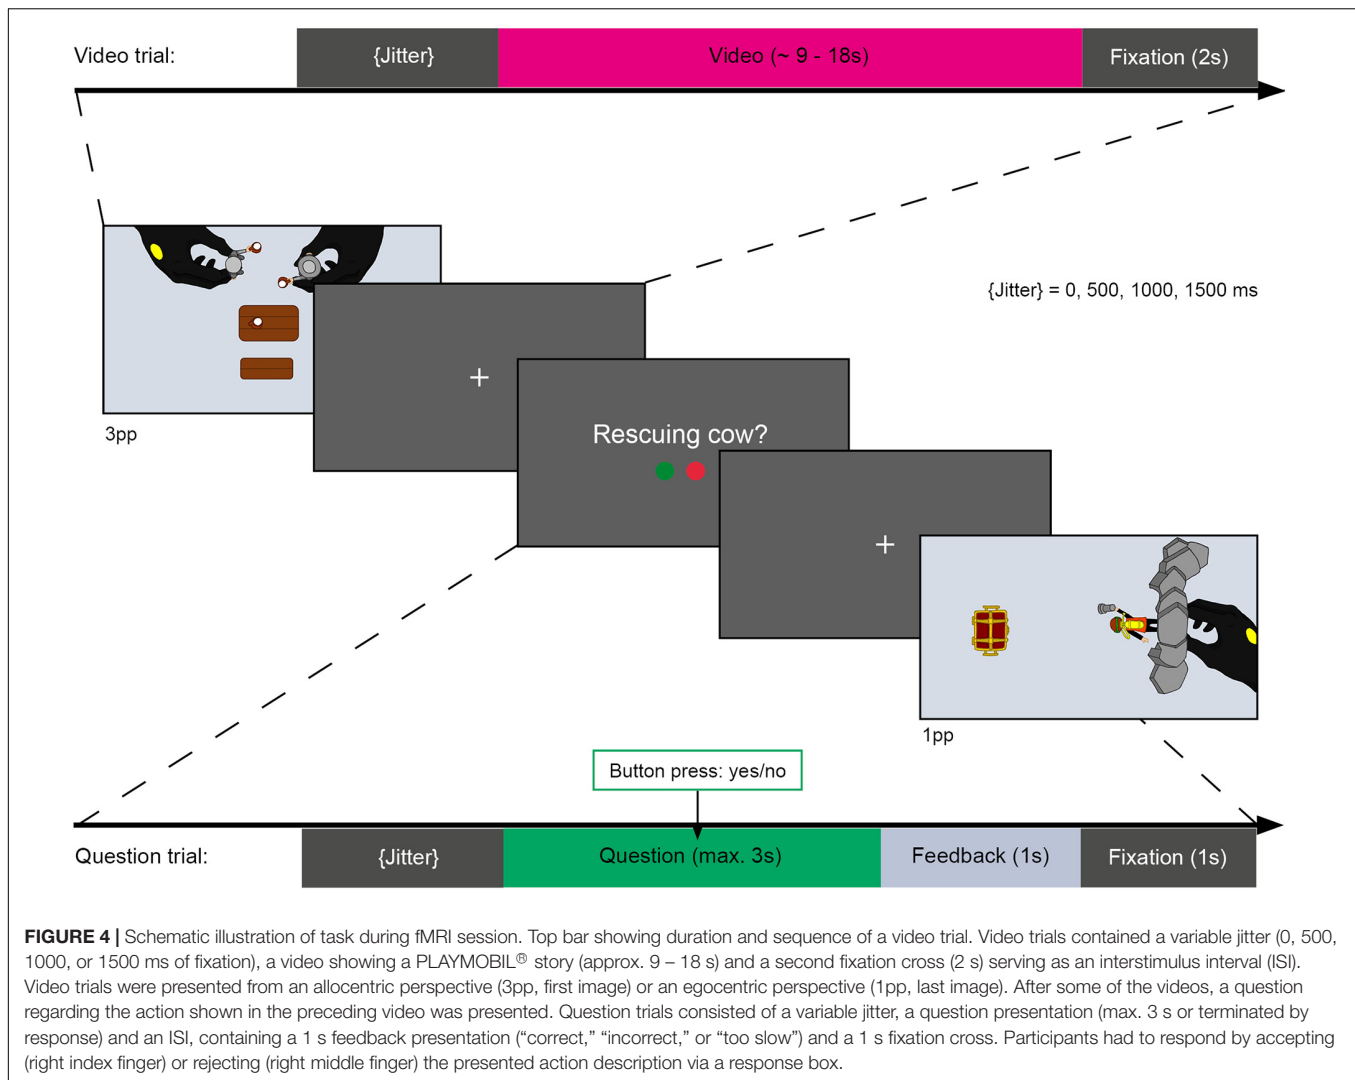 Video trial:
{Jitter}
Video (~ 9 - 18s)
Fixation (2s)
{Jitter} = 0, 500, 1000, 1500 ms
3pp
Rescuing cow?
1pp
Button press: yes/no
Question trial:
{Jitter}
Question (max. 3s)
Feedback (1s)
Fixation (1s)
FIGURE 4 | Schematic illustration of task during fMRI session. Top bar showing duration and sequence of a video trial. Video trials contained a variable jitter (0, 500,
1000, or 1500 ms of fixation), a video showing a PLAYMOBIL® story (approx. 9 – 18 s) and a second fixation cross (2 s) serving as an interstimulus interval (ISI).
Video trials were presented from an allocentric perspective (3pp, first image) or an egocentric perspective (1pp, last image). After some of the videos, a question
regarding the action shown in the preceding video was presented. Question trials consisted of a variable jitter, a question presentation (max. 3 s or terminated by
response) and an ISI, containing a 1 s feedback presentation (“correct,” “incorrect,” or “too slow”) and a 1 s fixation cross. Participants had to respond by accepting
(right index finger) or rejecting (right middle finger) the presented action description via a response box.